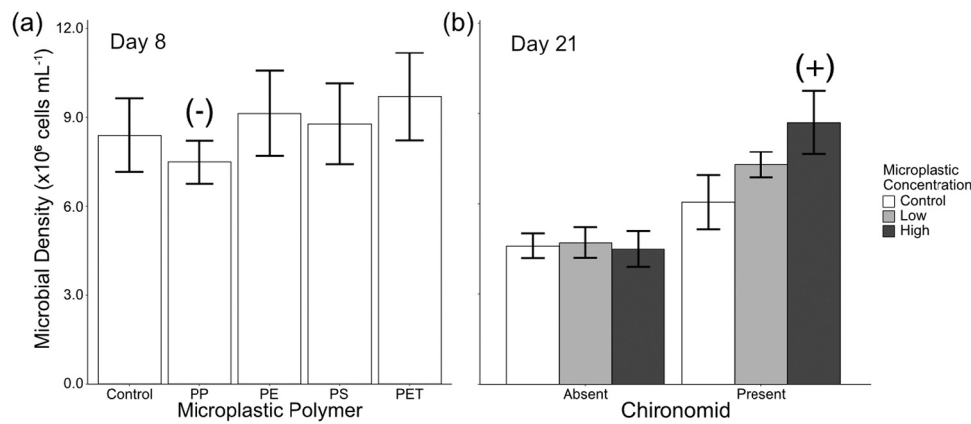 (a)
Day 8
Microbial Density (x10⁶ cells mL⁻¹)
12.0
9.0
6.0
3.0
0.0
(-)
Control PP PE PS PET
Microplastic Polymer
(b)
Day 21
(+)
Absent Present
Chironomid
Microplastic
Concentration
Control
Low
High